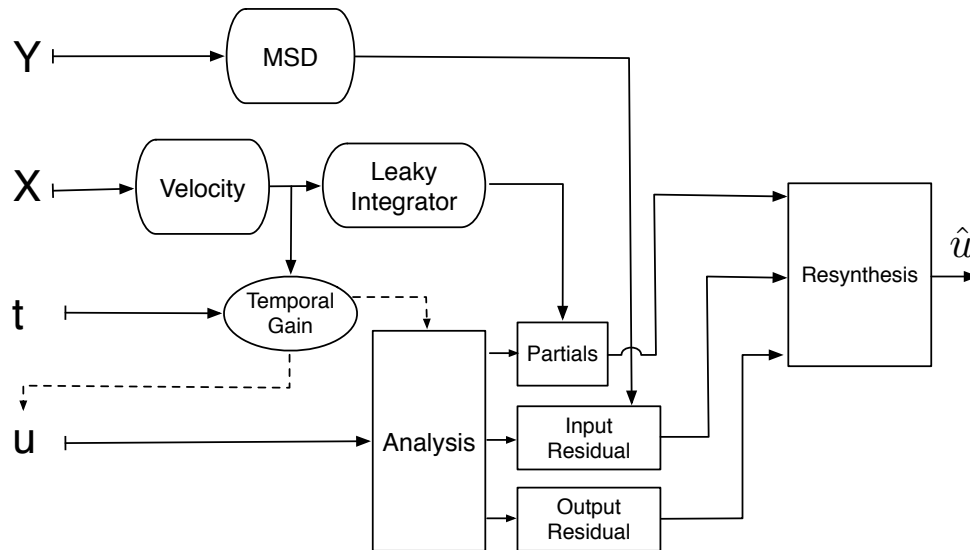 Y
MSD
X
Velocity
Leaky
Integrator
t
Temporal
Gain
Partials
Resynthesis
û
u
Analysis
Input
Residual
Output
Residual